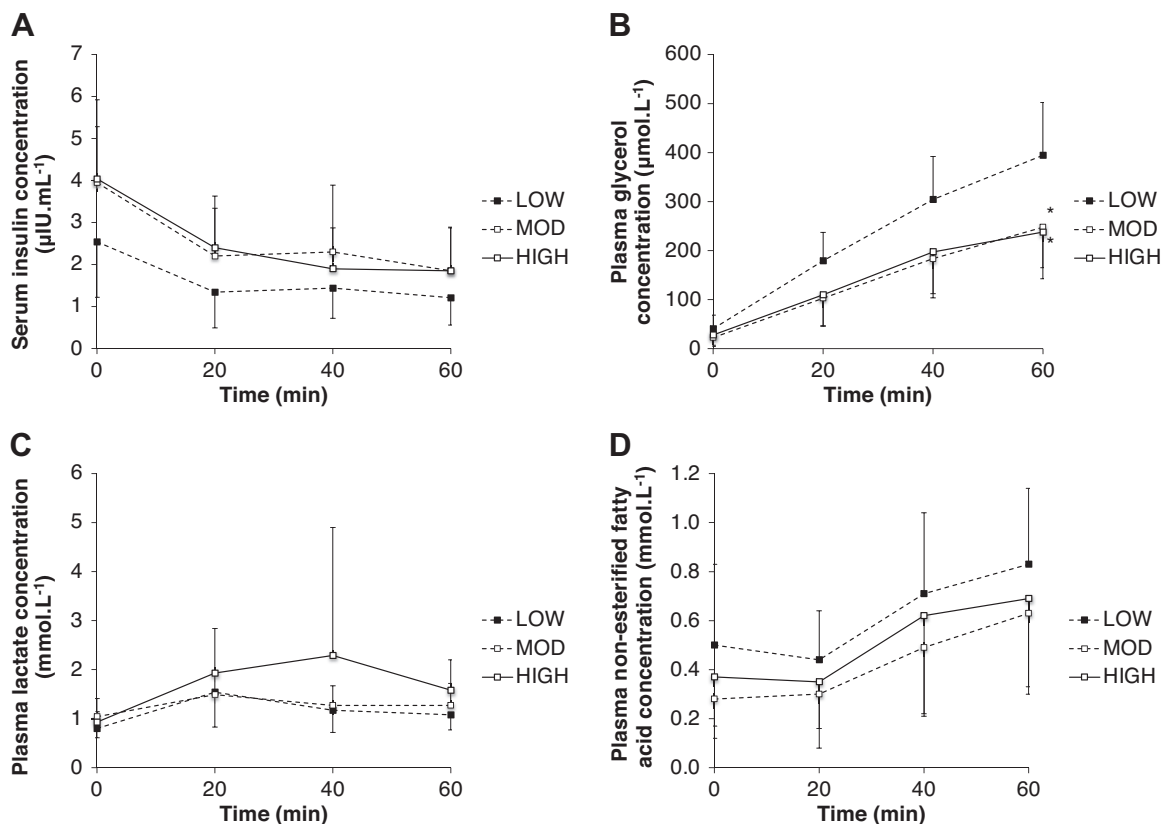 A
Serum insulin concentration
(µIU.mL⁻¹)
7
6
5
4
3
2
1
0
0 20 40 60
Time (min)
LOW
MOD
HIGH
B
Plasma glycerol
concentration (µmol.L⁻¹)
600
500
400
300
200
100
0
*
*
0 20 40 60
Time (min)
LOW
MOD
HIGH
C
Plasma lactate concentration
(mmol.L⁻¹)
6
5
4
3
2
1
0
0 20 40 60
Time (min)
LOW
MOD
HIGH
D
Plasma non-esterified fatty
acid concentration (mmol.L⁻¹)
1.2
1.0
0.8
0.6
0.4
0.2
0.0
0 20 40 60
Time (min)
LOW
MOD
HIGH